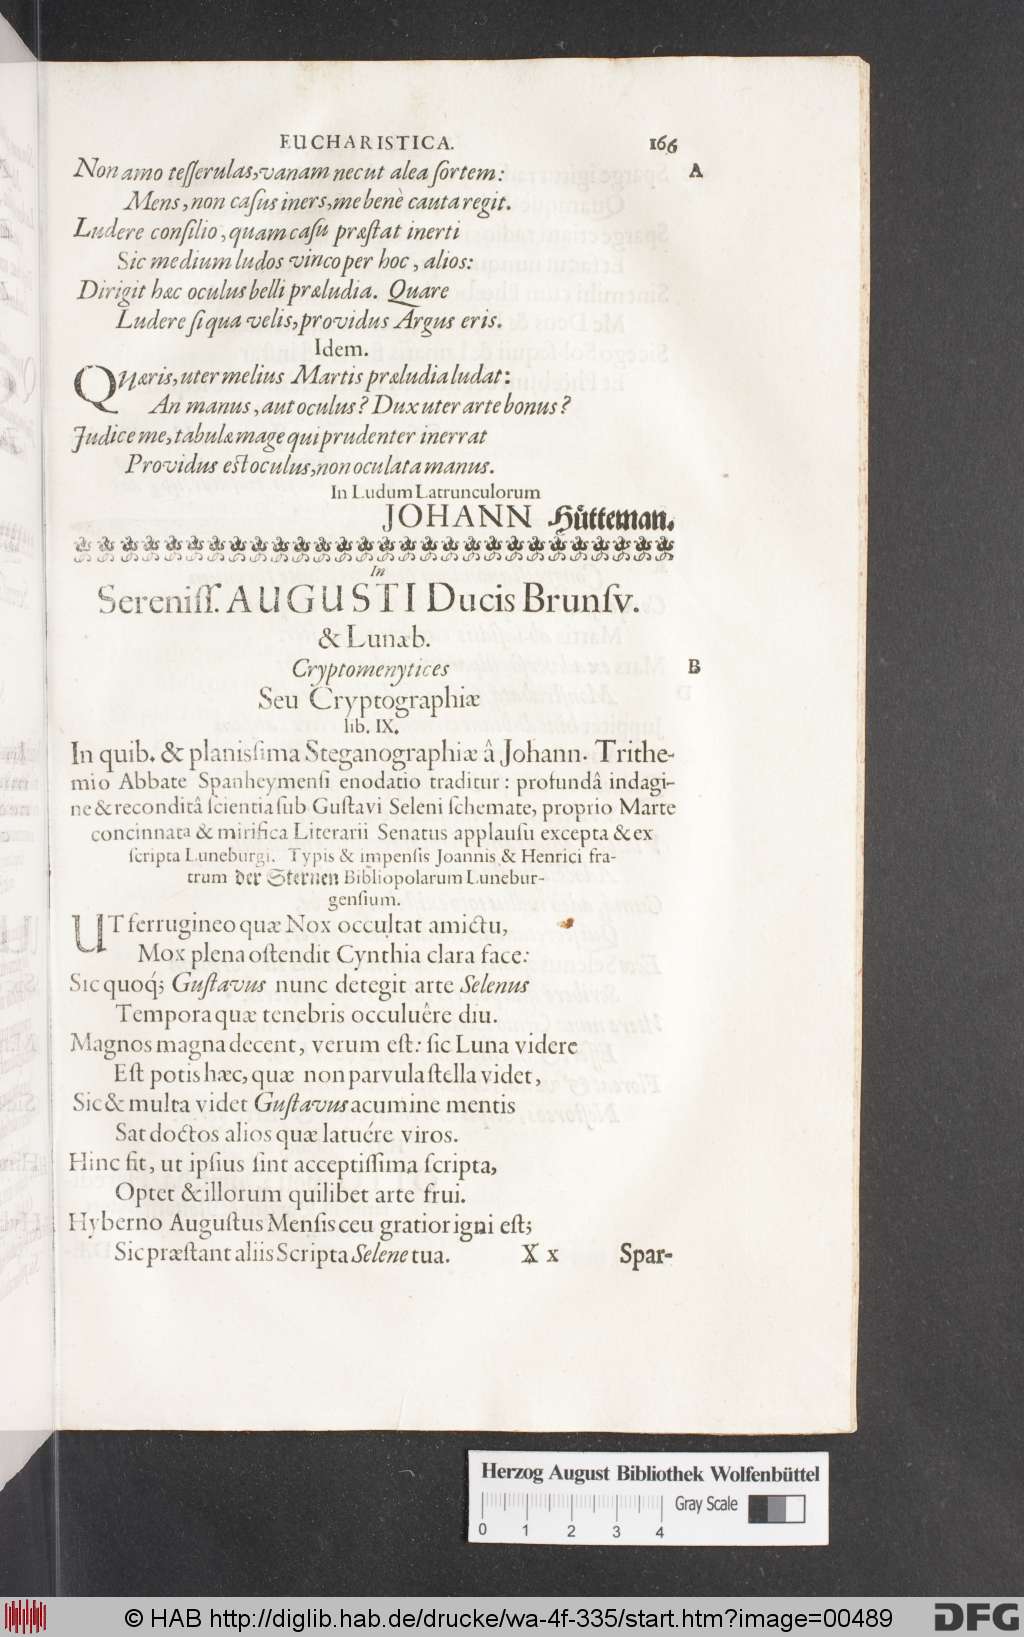 EUCHARISTICA. 166
Non amo teſſerulas, vanam nec ut alea ſortem: A
Mens, non caſus iners, me benè cauta regit.
Ludere conſilio, quam caſu præſtat inerti
Sic medium ludos vinco per hoc, alios:
Dirigit hæc oculus belli præludia. Quare
Ludere ſi qua velis, providus Argus eris.
Idem.
Quæris, uter melius Martis præludia ludat:
An manus, aut oculus? Dux uter arte bonus?
Judice me, tabulæ mage qui prudenter inerrat
Providus eſt oculus, non oculata manus.
In Ludum Latrunculorum
JOHANN Hütteman.
In
Sereniſſ. AUGUSTI Ducis Brunſv.
& Lunæb.
Cryptomenytices B
Seu Cryptographiæ
lib. IX.
In quib. & planisſima Steganographiæ â Johann. Trithe-
mio Abbate Spanheymenſi enodatio traditur: profundâ indagi-
ne & reconditâ ſcientia ſub Guſtavi Seleni ſchemate, proprio Marte
concinnata & mirifica Literarii Senatus applauſu excepta & ex
ſcripta Luneburgi. Typis & impenſis Joannis & Henrici fra-
trum der Sternen Bibliopolarum Lunebur-
genſium.
UT ferrugineo quæ Nox occultat amictu,
Mox plena oſtendit Cynthia clara face:
Sic quoq́; Guſtavus nunc detegit arte Selenus
Tempora quæ tenebris occuluêre diu.
Magnos magna decent, verum eſt: ſic Luna videre
Eſt potis hæc, quæ non parvula ſtella videt,
Sic & multa videt Guſtavus acumine mentis
Sat doctos alios quæ latuére viros.
Hinc fit, ut ipſius ſint acceptiſſima ſcripta,
Optet & illorum quilibet arte frui.
Hyberno Auguſtus Menſis ceu gratior igni eſt;
Sic præſtant aliis Scripta Selene tua. X x Spar-
Herzog August Bibliothek Wolfenbüttel
Gray Scale
0 1 2 3 4
© HAB http://diglib.hab.de/drucke/wa-4f-335/start.htm?image=00489 DFG